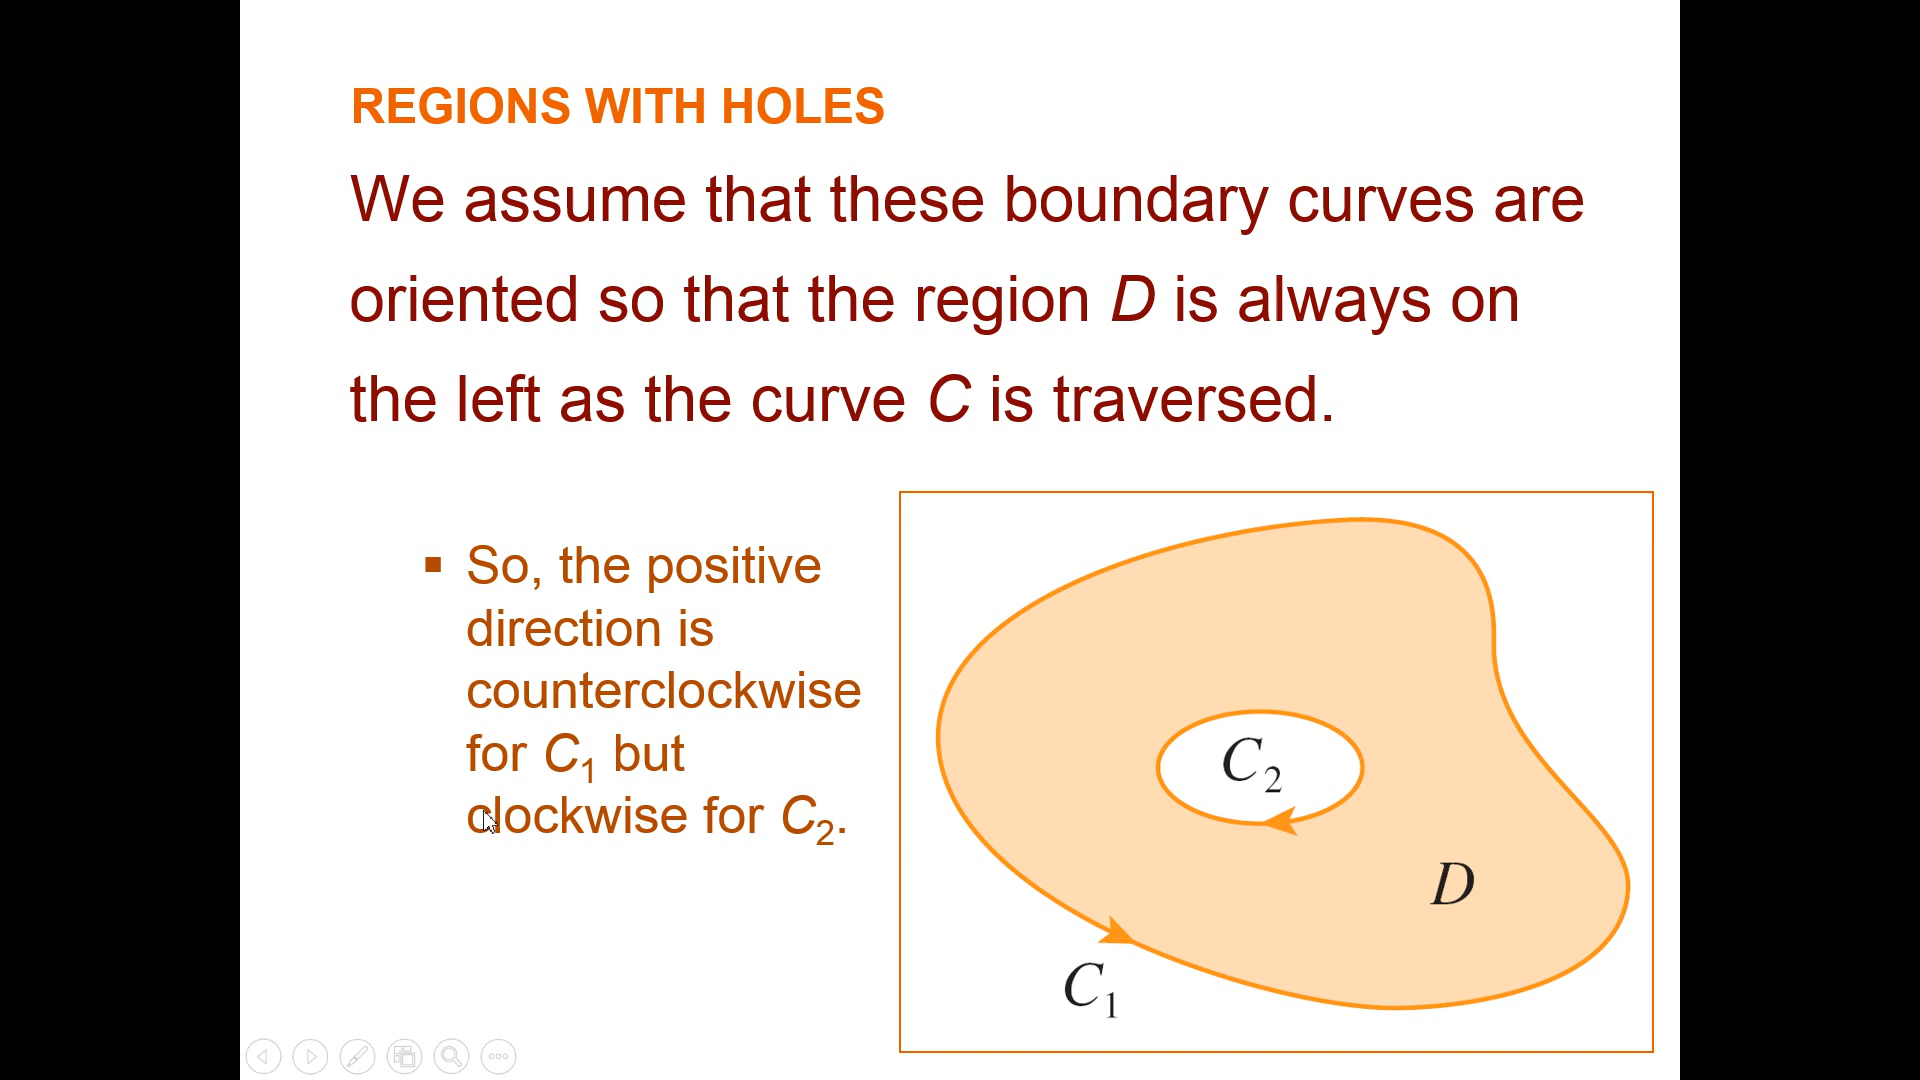 REGIONS WITH HOLES
We assume that these boundary curves are
oriented so that the region D is always on
the left as the curve C is traversed.
▪ So, the positive
direction is
counterclockwise
for C₁ but
clockwise for C₂.
C₂
D
C₁